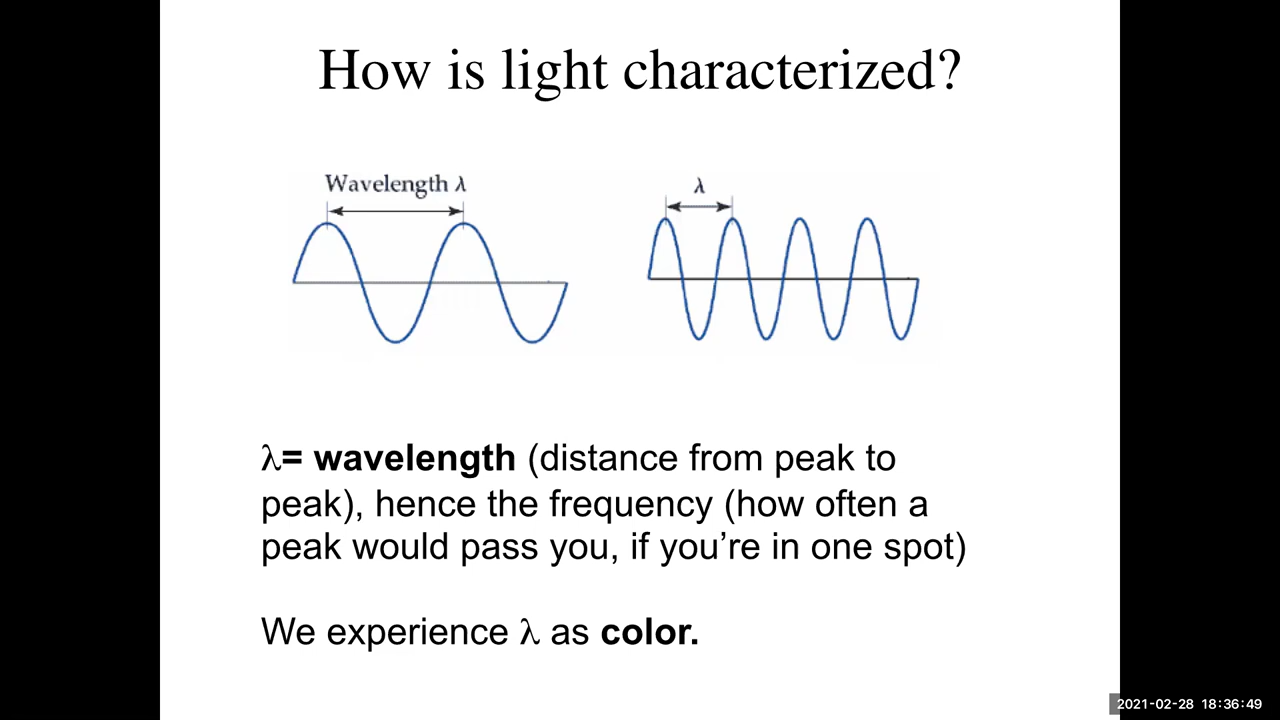 How is light characterized?
Wavelength λ
λ
λ= wavelength (distance from peak to
peak), hence the frequency (how often a
peak would pass you, if you’re in one spot)
We experience λ as color.
2021-02-28 18:36:49